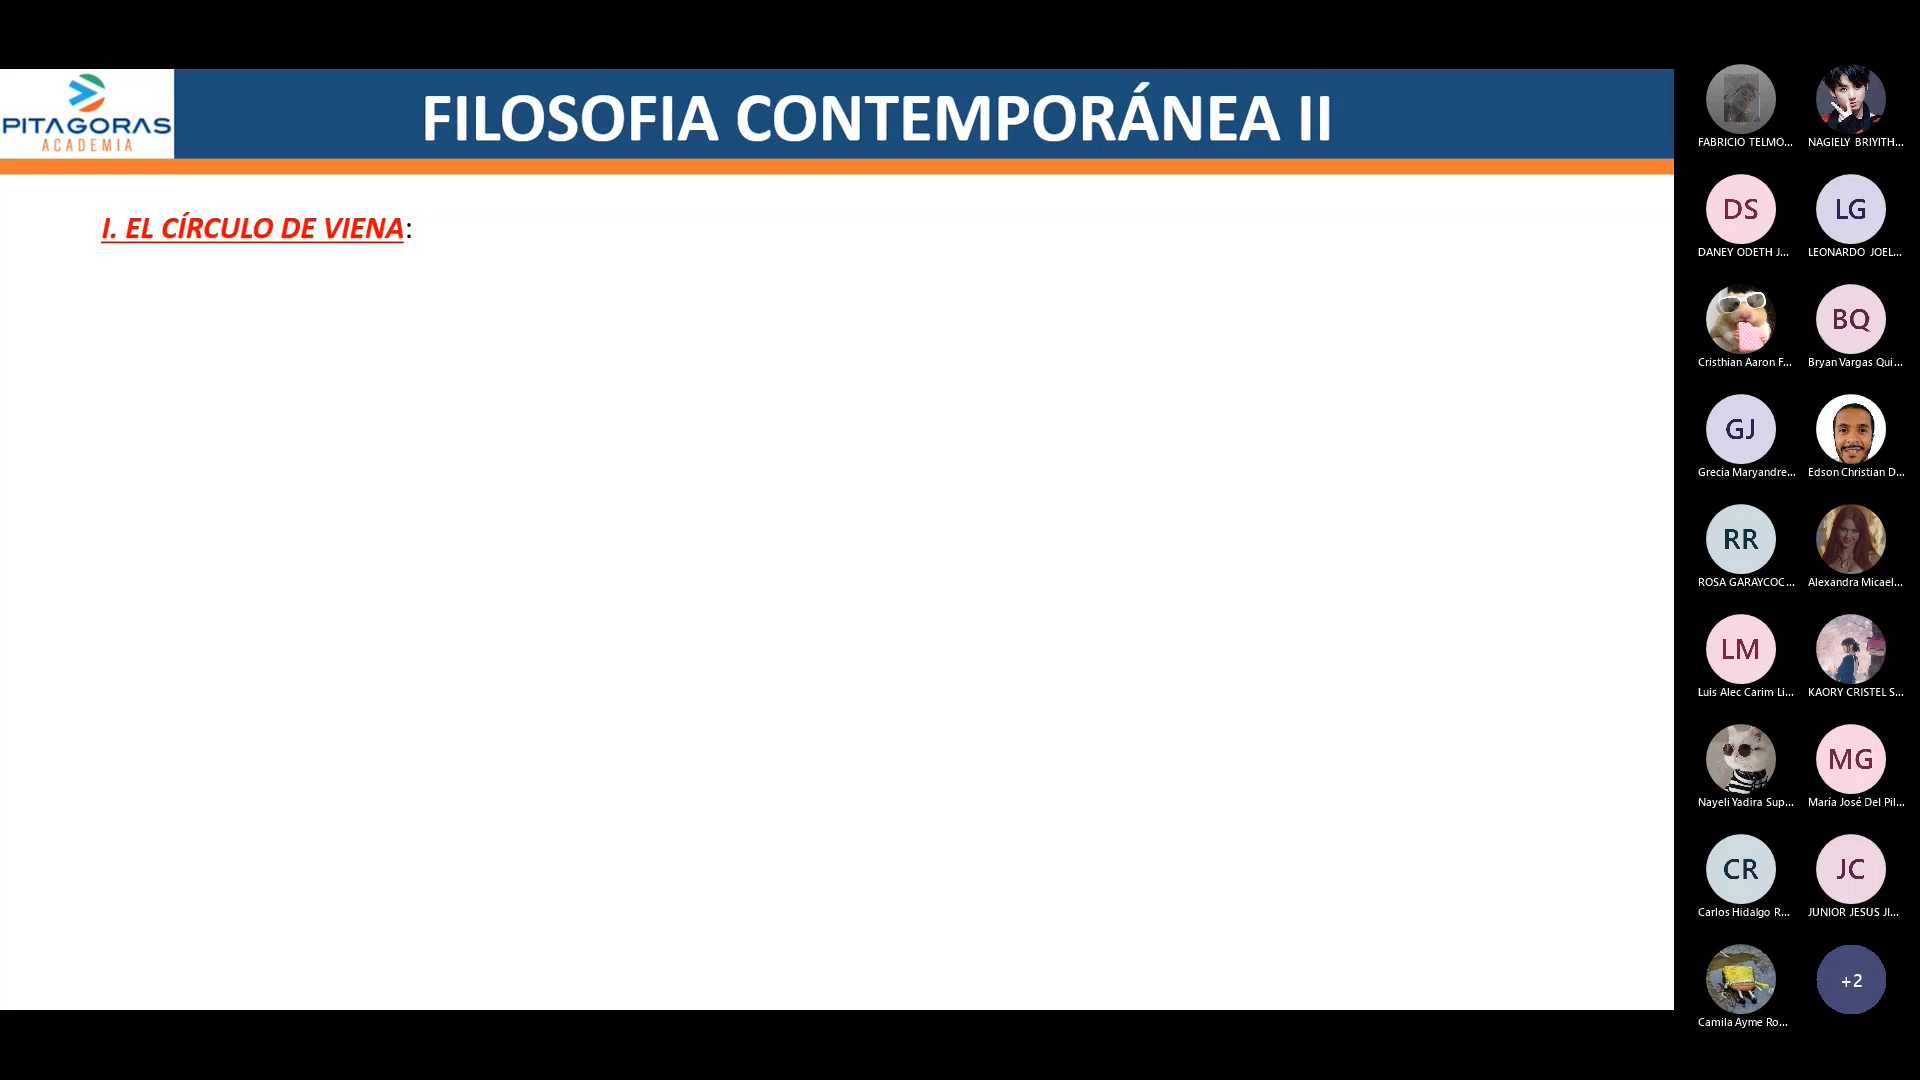 PITAGORAS
ACADEMIA
FILOSOFIA CONTEMPORÁNEA II
I. EL CÍRCULO DE VIENA:
FABRICIO TELMO...
NAGIELY BRIYITH...
DS
LG
DANEY ODETH J...
LEONARDO JOEL...
BQ
Cristhian Aaron F...
Bryan Vargas Qui...
GJ
Grecia Maryandre...
Edson Christian D...
RR
ROSA GARAYCOC...
Alexandra Micael...
LM
Luis Alec Carim Li...
KAORY CRISTEL S...
MG
Nayeli Yadira Sup...
María José Del Pil...
CR
JC
Carlos Hidalgo R...
JUNIOR JESUS JI...
+2
Camila Ayme Ro...